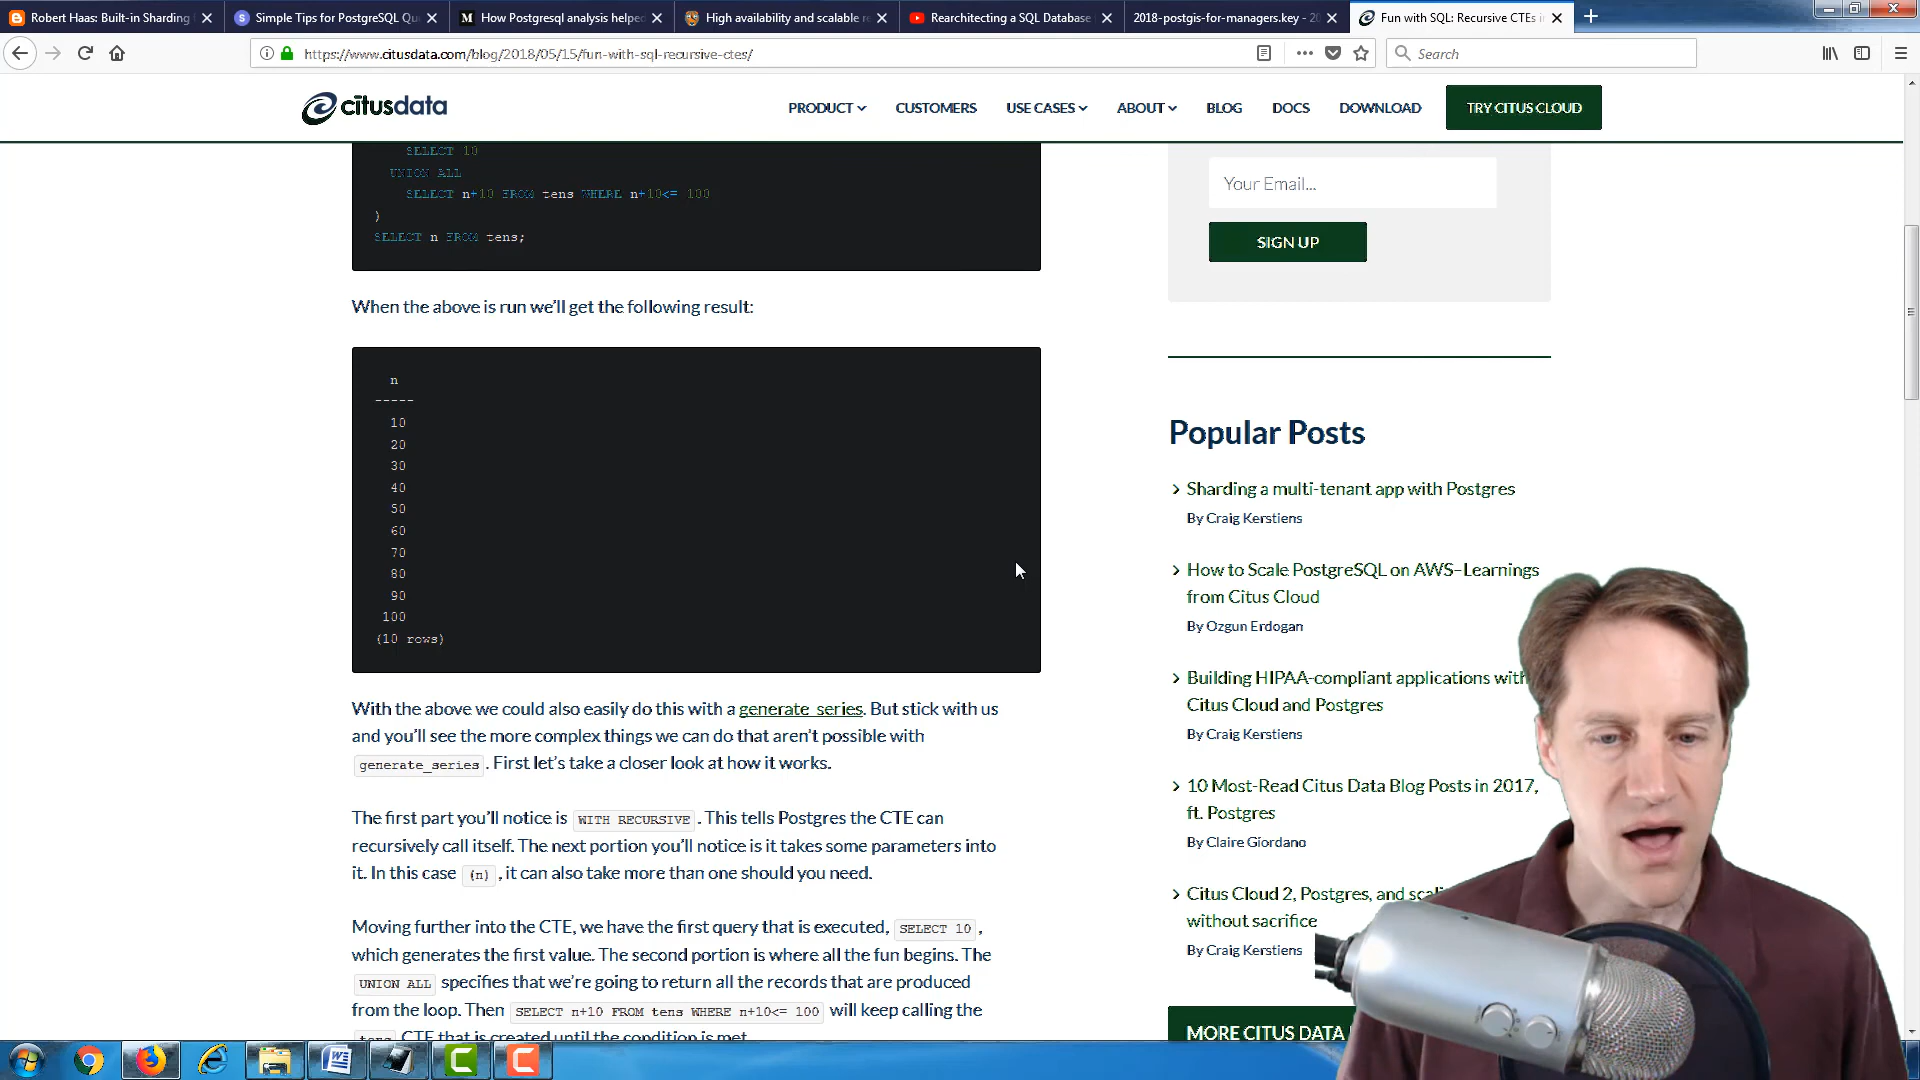 Robert Haas: Built-in Sharding
Simple Tips for PostgreSQL Qu
How Postgresql analysis helped
High availability and scalable re
Rearchitecting a SQL Database
2018-postgis-for-managers.key - 20
Fun with SQL: Recursive CTEs in
https://www.citusdata.com/blog/2018/05/15/fun-with-sql-recursive-ctes/
Search
citusdata
PRODUCT
CUSTOMERS
USE CASES
ABOUT
BLOG
DOCS
DOWNLOAD
TRY CITUS CLOUD
SELECT 10
UNION ALL
SELECT n+10 FROM tens WHERE n+10<= 100
)
SELECT n FROM tens;
When the above is run we'll get the following result:
n
-----
10
20
30
40
50
60
70
80
90
100
(10 rows)
With the above we could also easily do this with a generate_series. But stick with us
and you'll see the more complex things we can do that aren't possible with
generate_series. First let's take a closer look at how it works.
The first part you'll notice is WITH RECURSIVE. This tells Postgres the CTE can
recursively call itself. The next portion you'll notice is it takes some parameters into
it. In this case (n), it can also take more than one should you need.
Moving further into the CTE, we have the first query that is executed, SELECT 10,
which generates the first value. The second portion is where all the fun begins. The
UNION ALL specifies that we're going to return all the records that are produced
from the loop. Then SELECT n+10 FROM tens WHERE n+10<= 100 will keep calling the
tens CTE that is created until the condition is met.
Your Email...
SIGN UP
Popular Posts
Sharding a multi-tenant app with Postgres
By Craig Kerstiens
How to Scale PostgreSQL on AWS–Learnings
from Citus Cloud
By Ozgun Erdogan
Building HIPAA-compliant applications with
Citus Cloud and Postgres
By Craig Kerstiens
10 Most-Read Citus Data Blog Posts in 2017,
ft. Postgres
By Claire Giordano
Citus Cloud 2, Postgres, and scali
without sacrifice
By Craig Kerstiens
MORE CITUS DATA